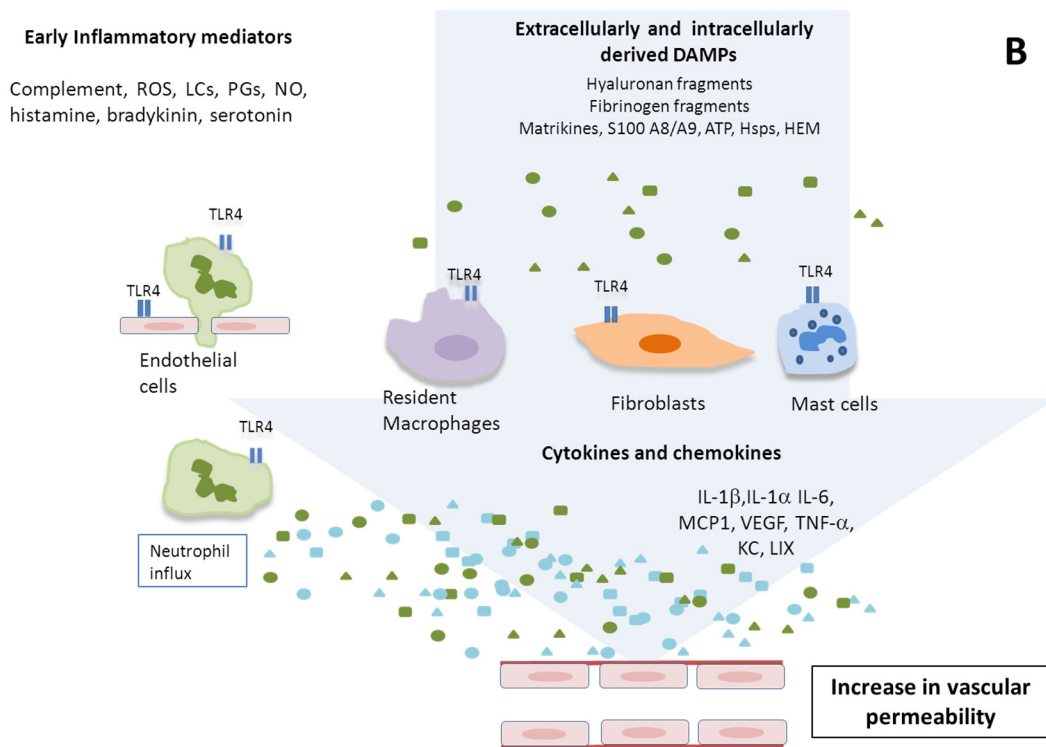 Early Inflammatory mediators
Complement, ROS, LCs, PGs, NO,
histamine, bradykinin, serotonin
Extracellularly and intracellularly
derived DAMPs
Hyaluronan fragments
Fibrinogen fragments
Matrikines, S100 A8/A9, ATP, Hsps, HEM
B
TLR4
TLR4
Endothelial
cells
TLR4
Resident
Macrophages
TLR4
Fibroblasts
TLR4
Mast cells
TLR4
Neutrophil
influx
Cytokines and chemokines
IL-1β,IL-1α IL-6,
MCP1, VEGF, TNF-α,
KC, LIX
Increase in vascular
permeability